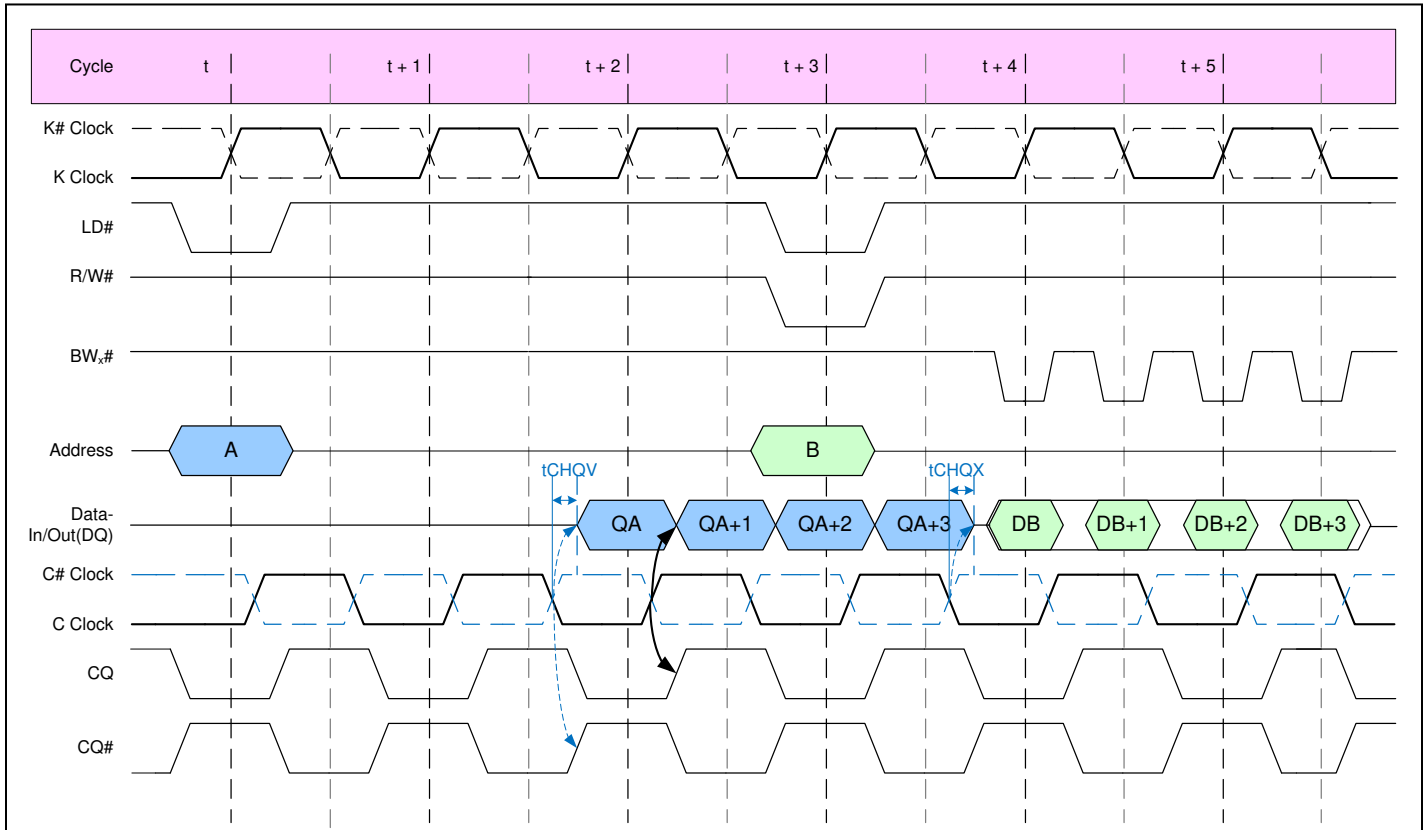 Cycle t t + 1 t + 2 t + 3 t + 4 t + 5
K# Clock
K Clock
LD#
R/W#
BWx#
Address A B
tCHQV tCHQX
Data-
In/Out(DQ) QA QA+1 QA+2 QA+3 DB DB+1 DB+2 DB+3
C# Clock
C Clock
CQ
CQ#